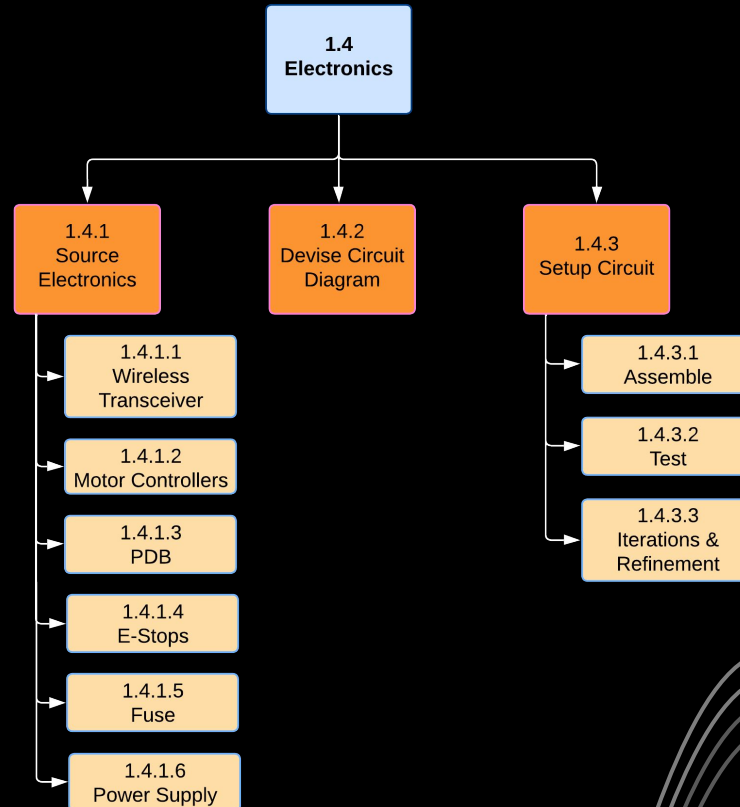 1.4
Electronics
1.4.1
Source
Electronics
1.4.2
Devise Circuit
Diagram
1.4.3
Setup Circuit
1.4.1.1
Wireless
Transceiver
1.4.1.2
Motor Controllers
1.4.1.3
PDB
1.4.1.4
E-Stops
1.4.1.5
Fuse
1.4.1.6
Power Supply
1.4.3.1
Assemble
1.4.3.2
Test
1.4.3.3
Iterations &
Refinement